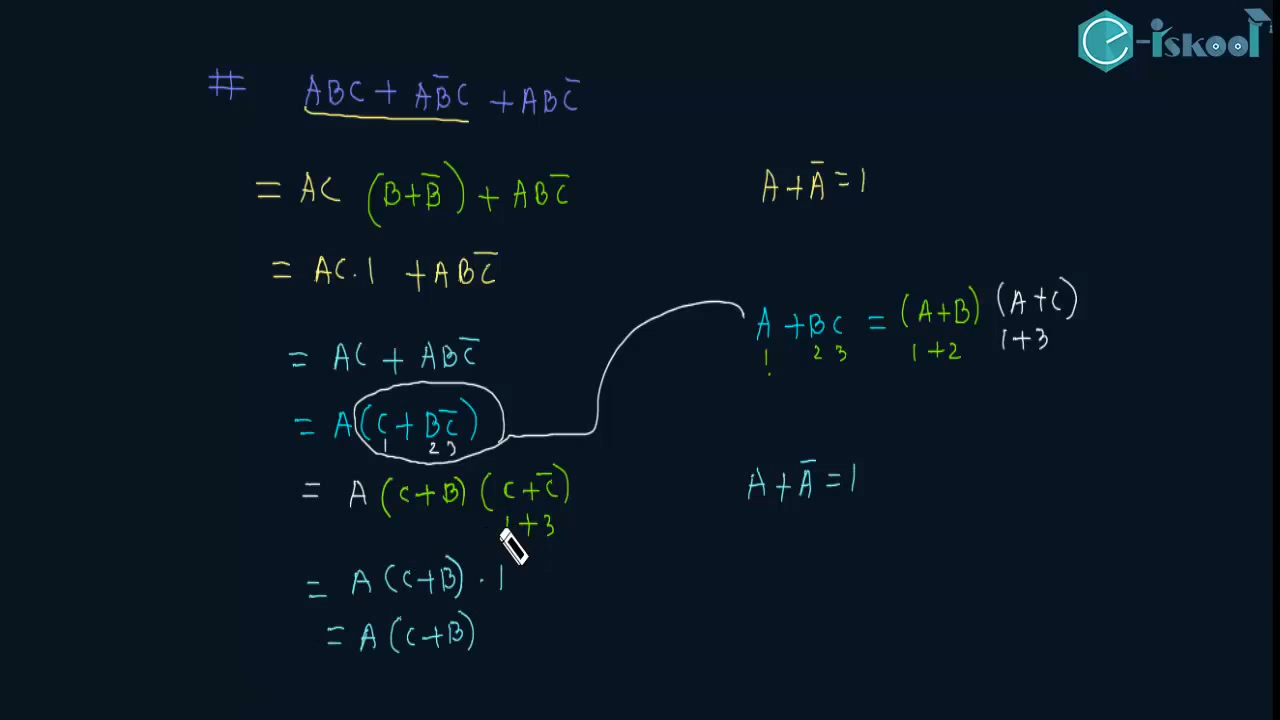 e-iskool
# ABC + AB̅C + ABC̅
= AC (B+B̅) + ABC̅
A+A̅=1
= AC.1 + ABC̅
A + BC = (A+B) (A+C)
1 2 3 1+2 1+3
= AC + ABC̅
= A(C + BC̅)
1 2 3
= A (C+B) (C+C̅)
1+3
A+A̅=1
= A(C+B) . 1
= A(C+B)